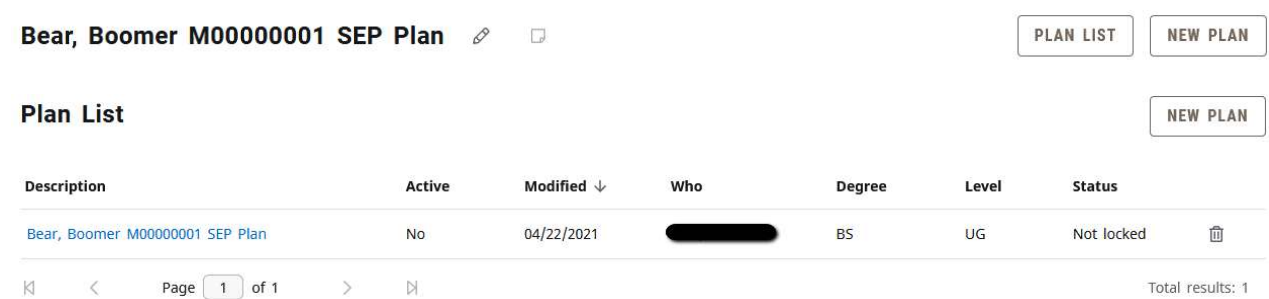 Bear, Boomer M00000001 SEP Plan PLAN LIST NEW PLAN
Plan List NEW PLAN
Description Active Modified Who Degree Level Status
Bear, Boomer M00000001 SEP Plan No 04/22/2021 BS UG Not locked
Page 1 of 1 Total results: 1